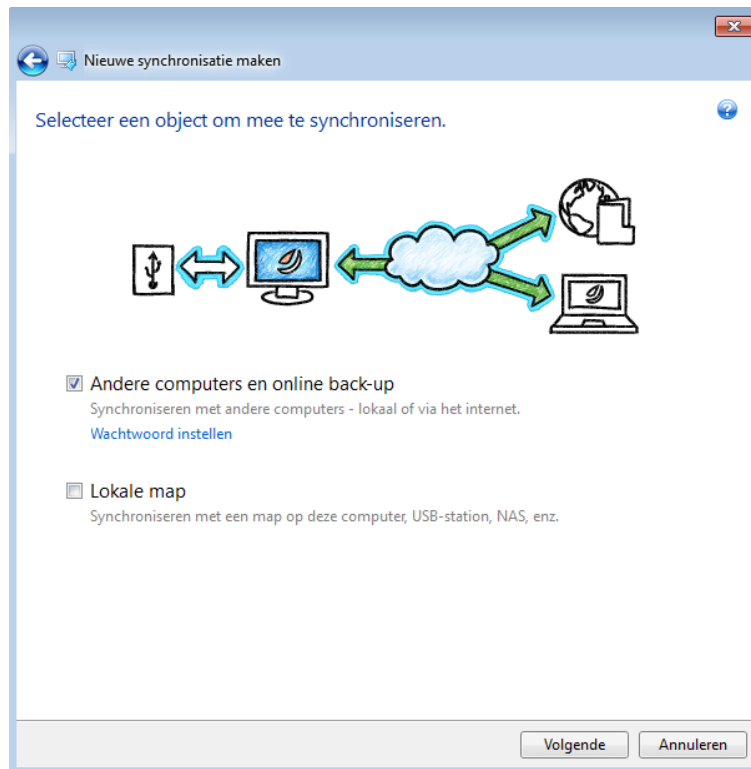 Nieuwe synchronisatie maken
Selecteer een object om mee te synchroniseren.
Andere computers en online back-up
Synchroniseren met andere computers - lokaal of via het internet.
Wachtwoord instellen
Lokale map
Synchroniseren met een map op deze computer, USB-station, NAS, enz.
Volgende
Annuleren